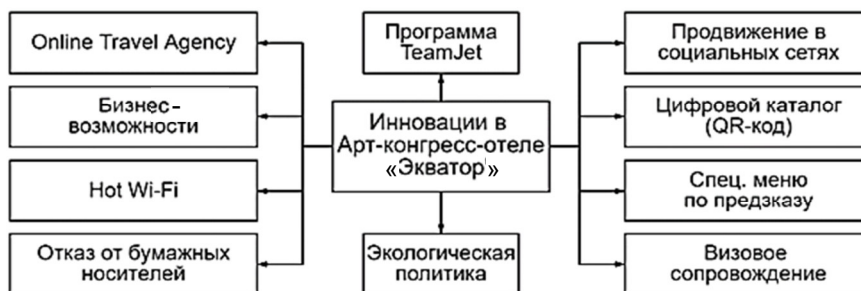 Online Travel Agency
Бизнес-
возможности
Hot Wi-Fi
Отказ от бумажных
носителей
Программа
TeamJet
Инновации в
Арт-конгресс-отеле
«Экватор»
Экологическая
политика
Продвижение в
социальных сетях
Цифровой каталог
(QR-код)
Спец. меню
по предзказу
Визовое
сопровождение